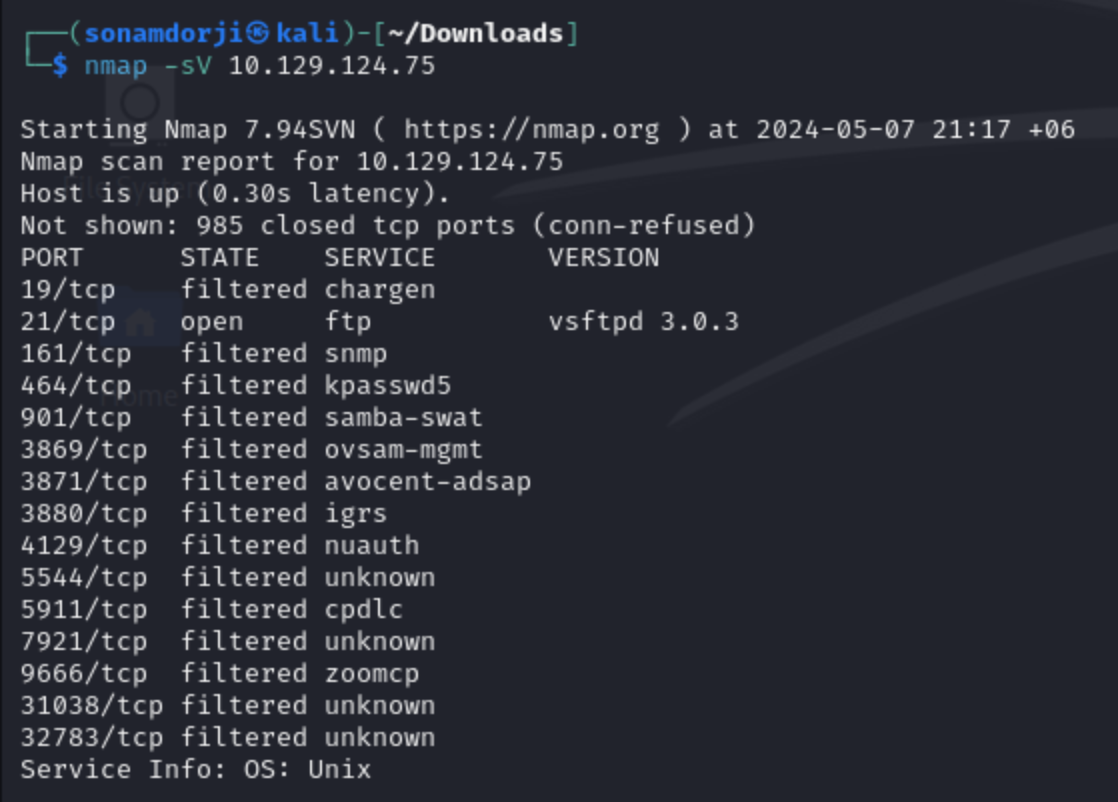 ┌──(sonamdorji㉿kali)-[~/Downloads]
└─$ nmap -sV 10.129.124.75
Starting Nmap 7.94SVN ( https://nmap.org ) at 2024-05-07 21:17 +06
Nmap scan report for 10.129.124.75
Host is up (0.30s latency).
Not shown: 985 closed tcp ports (conn-refused)
PORT      STATE    SERVICE       VERSION
19/tcp    filtered chargen
21/tcp    open     ftp           vsftpd 3.0.3
161/tcp   filtered snmp
464/tcp   filtered kpasswd5
901/tcp   filtered samba-swat
3869/tcp  filtered ovsam-mgmt
3871/tcp  filtered avocent-adsap
3880/tcp  filtered igrs
4129/tcp  filtered nuauth
5544/tcp  filtered unknown
5911/tcp  filtered cpdlc
7921/tcp  filtered unknown
9666/tcp  filtered zoomcp
31038/tcp filtered unknown
32783/tcp filtered unknown
Service Info: OS: Unix
File System
Home